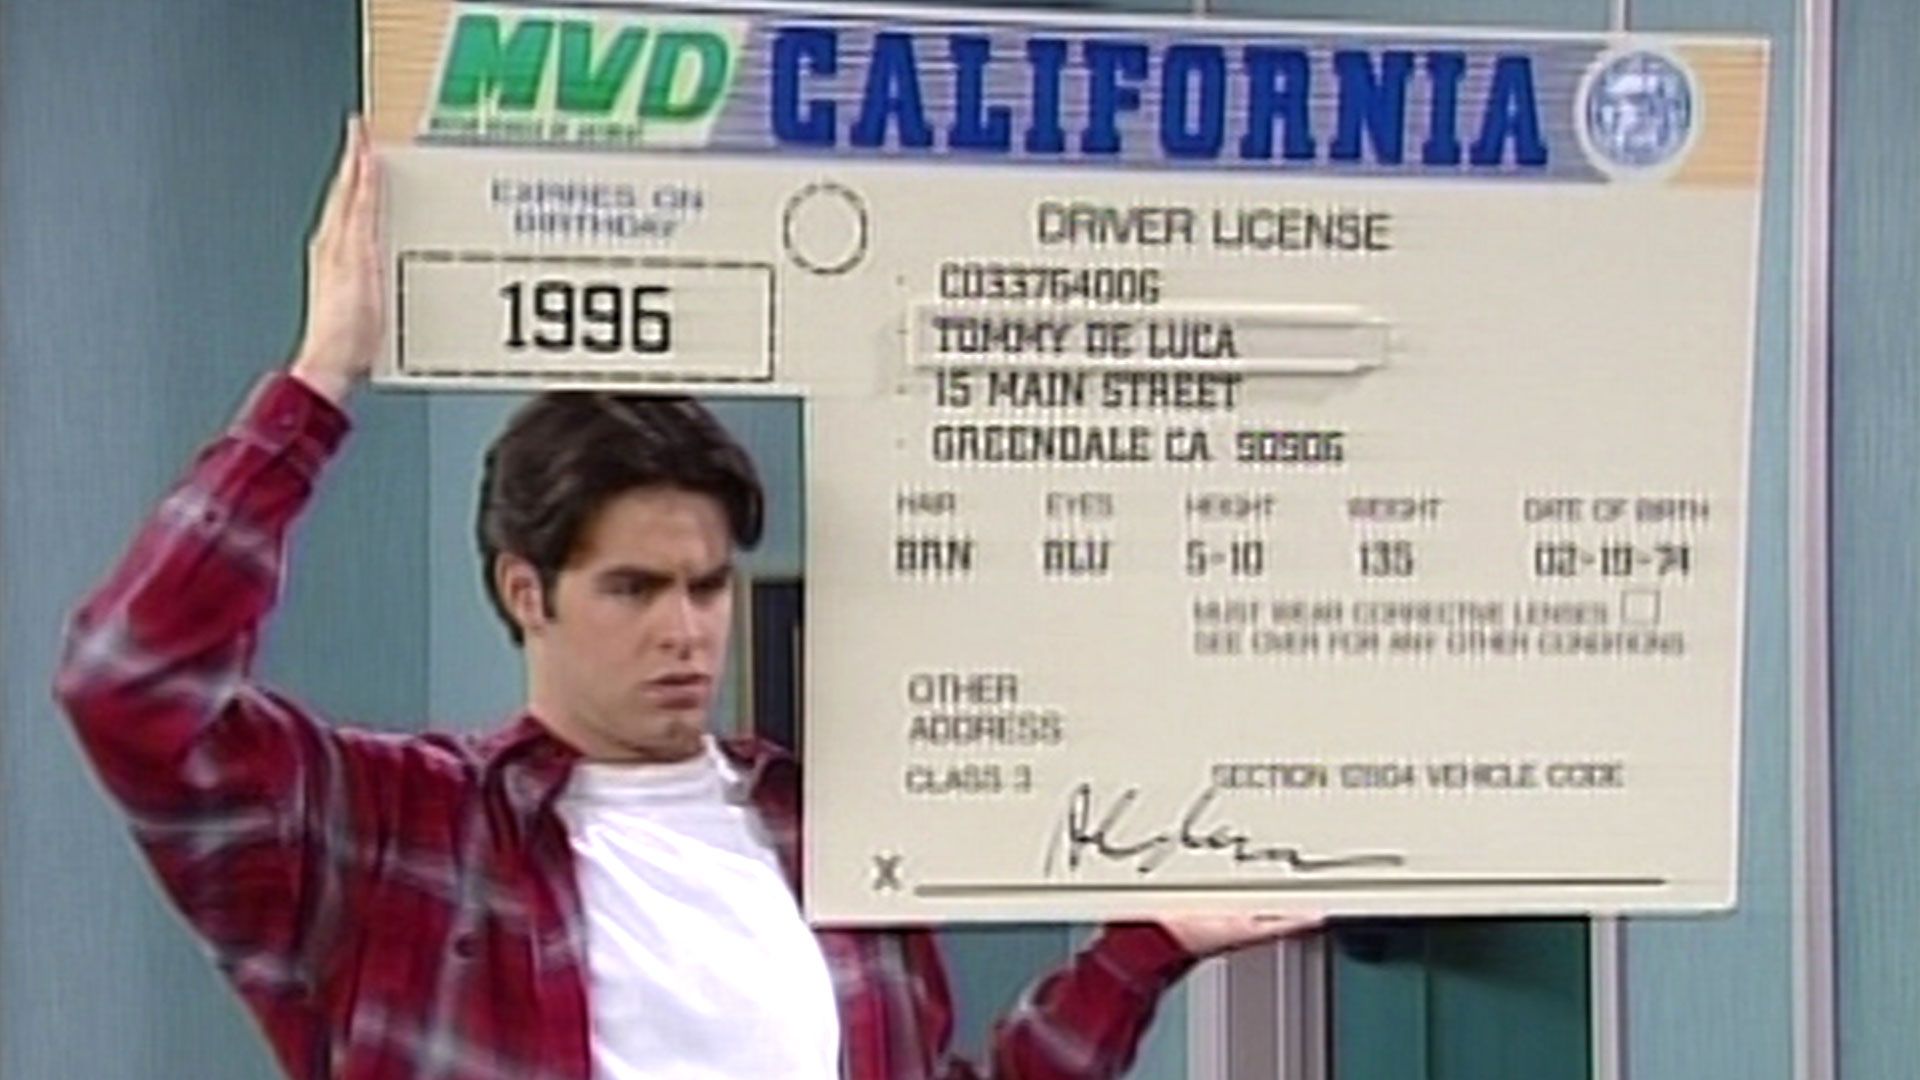 MVD CALIFORNIA
EXPIRES ON
BIRTHDAY
1996
DRIVER LICENSE
C033764006
TOMMY DE LUCA
15 MAIN STREET
GREENDALE CA 90906
HAIR EYES HEIGHT WEIGHT DATE OF BIRTH
BRN BLU 5-10 135 02-19-74
MUST WEAR CORRECTIVE LENSES
SEE OVER FOR ANY OTHER CONDITIONS
OTHER
ADDRESS
CLASS 3 SECTION 12804 VEHICLE CODE
X